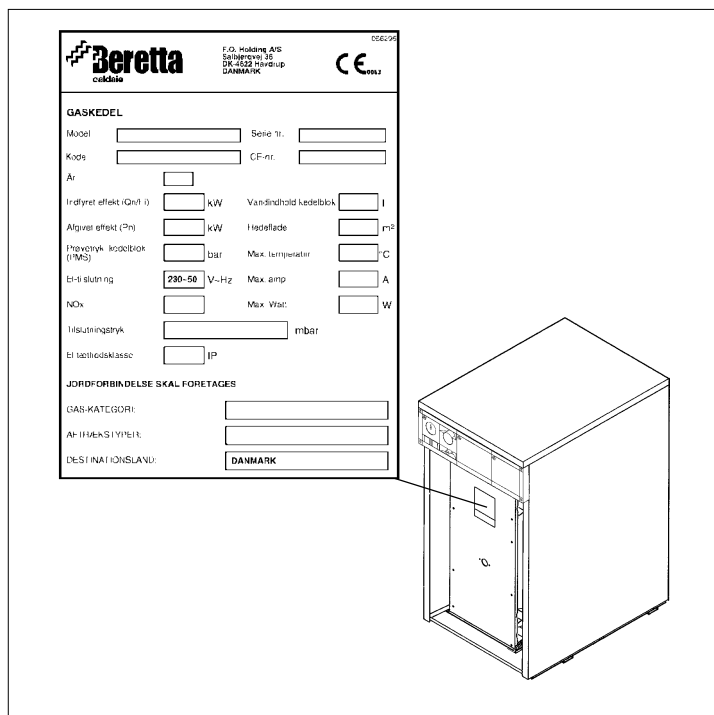 056295
Beretta
caldaie
F.O. Holding A/S
Salbjergvej 36
DK-4622 Havdrup
DANMARK
CE 0063
GASKEDEL
Model Serie nr.
Kode CE-nr.
År
Indfyret effekt (Qn/Hi) kW Vandindhold kedelblok l
Afgivet effekt (Pn) kW Hedeflade m²
Prøvetryk kedelblok bar Max. temperatur °C
(PMS)
El-tilslutning 230~50 V~Hz Max. amp A
NOx Max. Watt W
Tilslutningstryk mbar
El tæthedsklasse IP
JORDFORBINDELSE SKAL FORETAGES
GAS-KATEGORI:
AFTRÆKSTYPER:
DESTINATIONSLAND: DANMARK